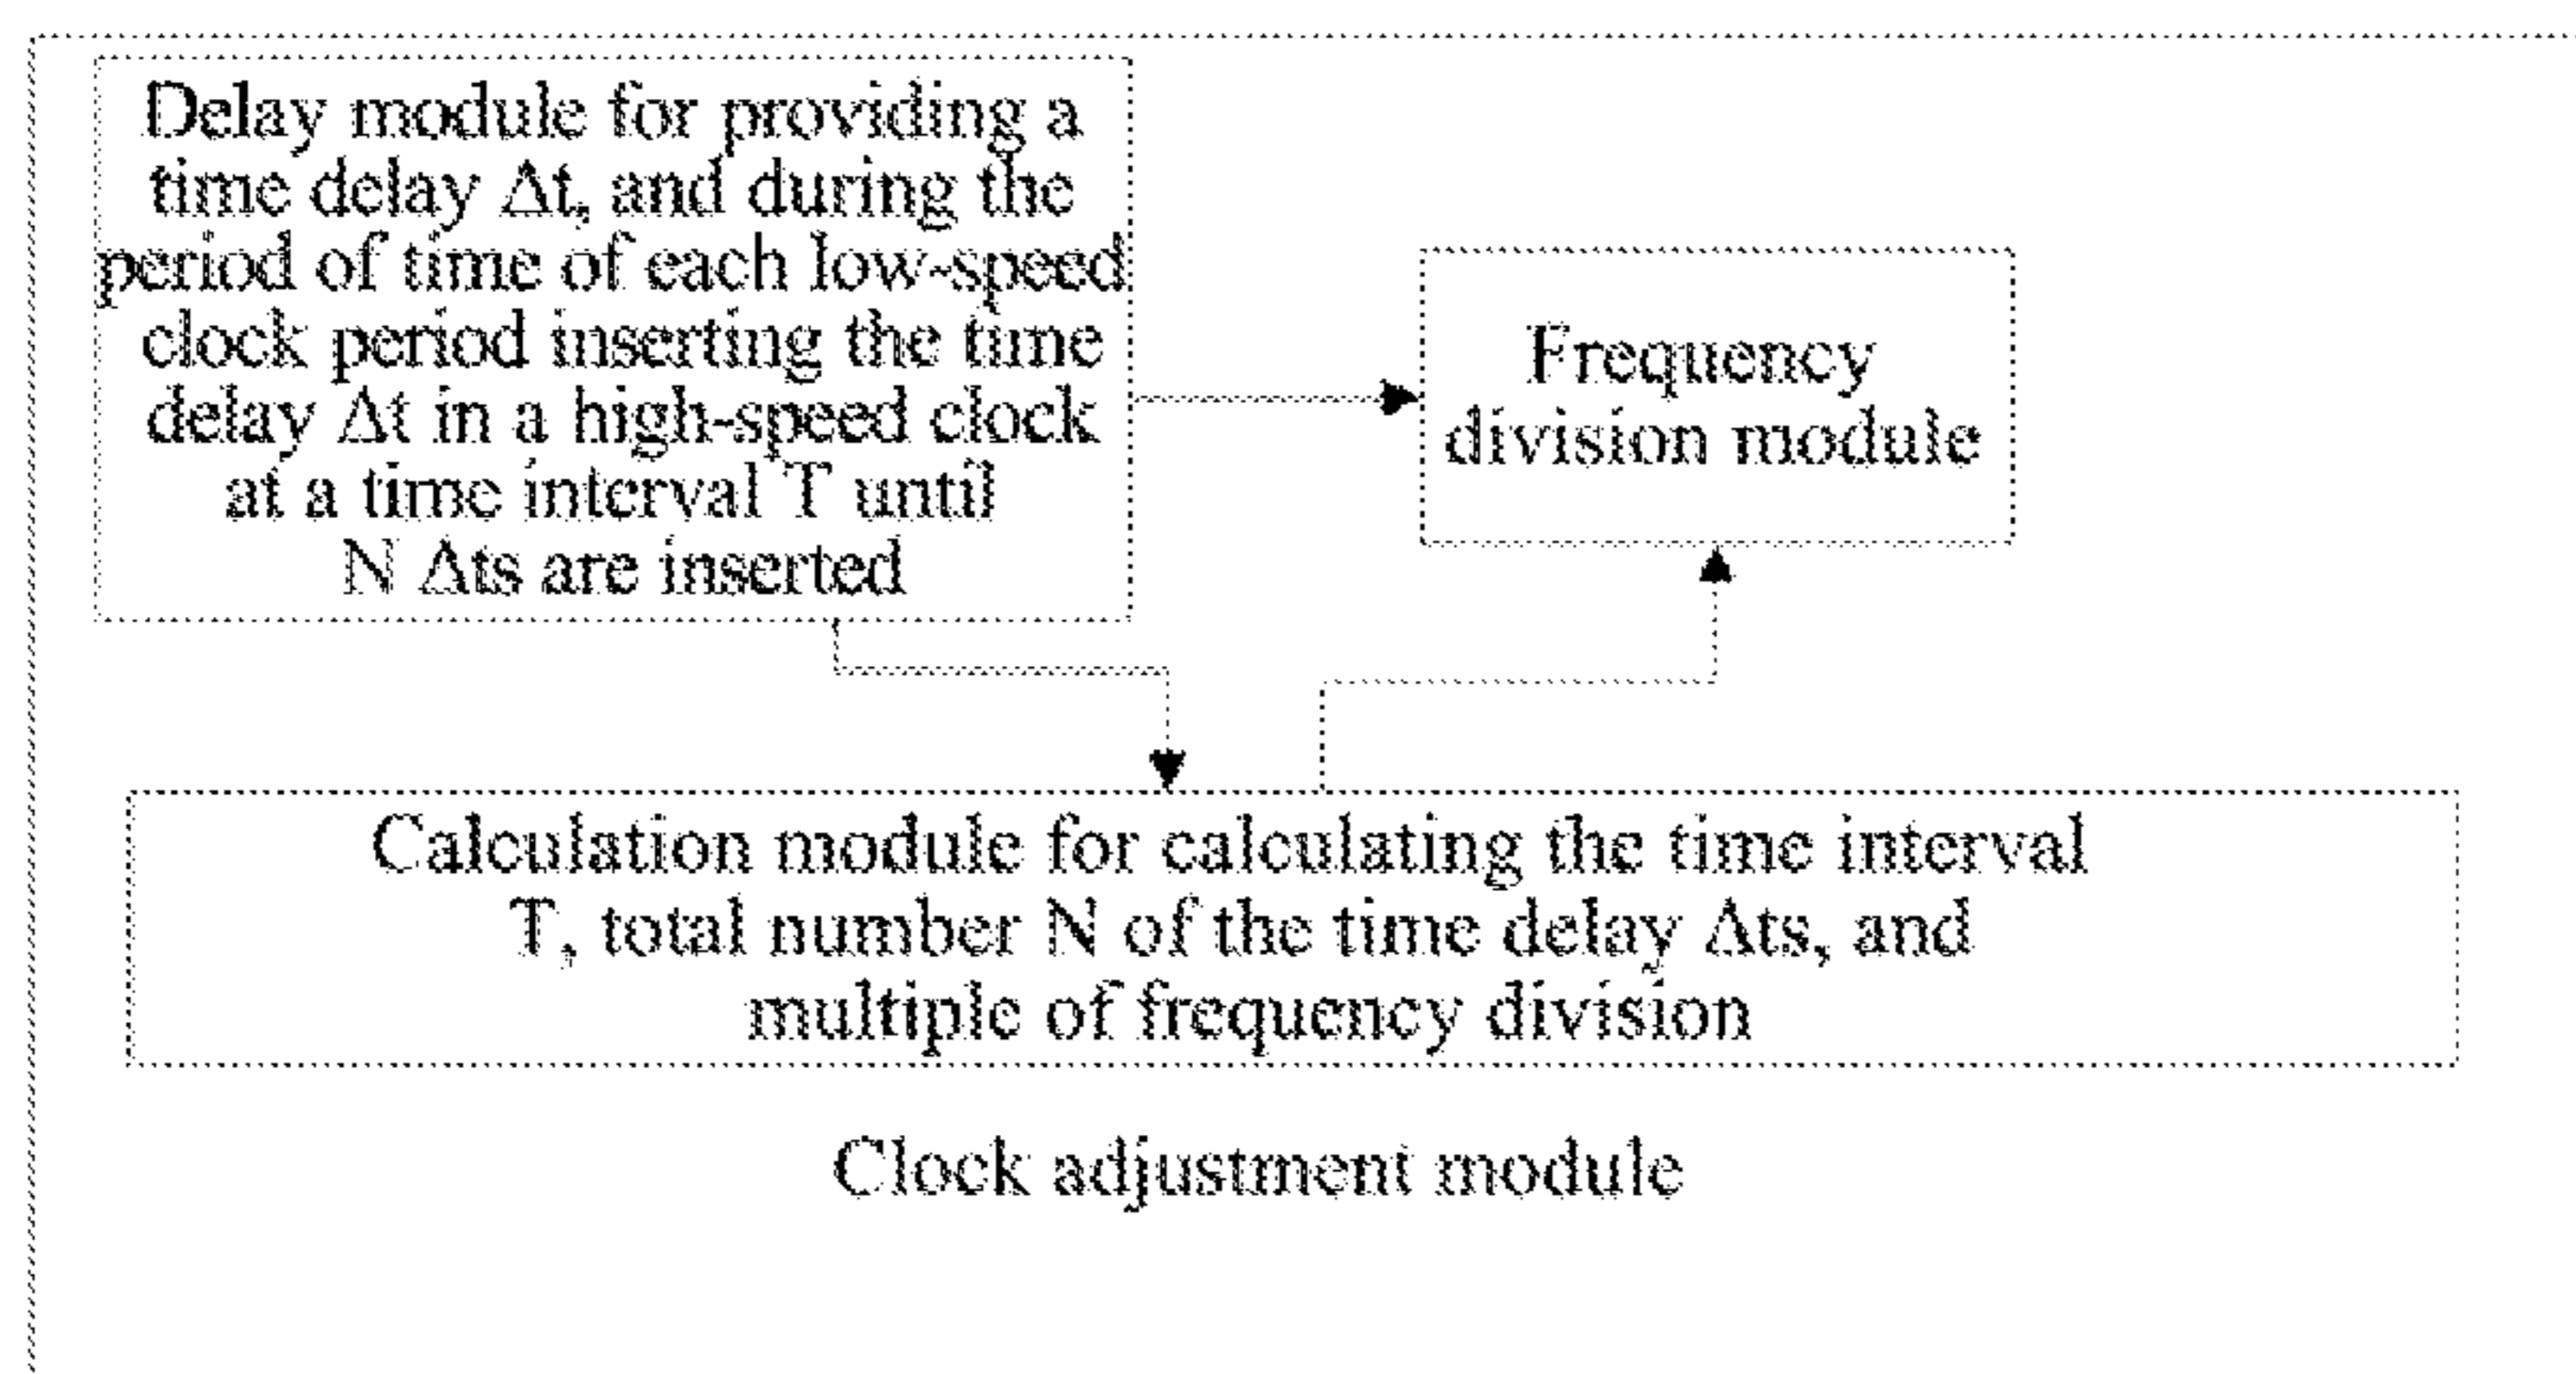 Delay module for providing a
time delay Δt, and during the
period of time of each low-speed
clock period inserting the time
delay Δt in a high-speed clock
at a time interval T until
N Δts are inserted
Frequency
division module
Calculation module for calculating the time interval
T, total number N of the time delay Δts, and
multiple of frequency division
Clock adjustment module